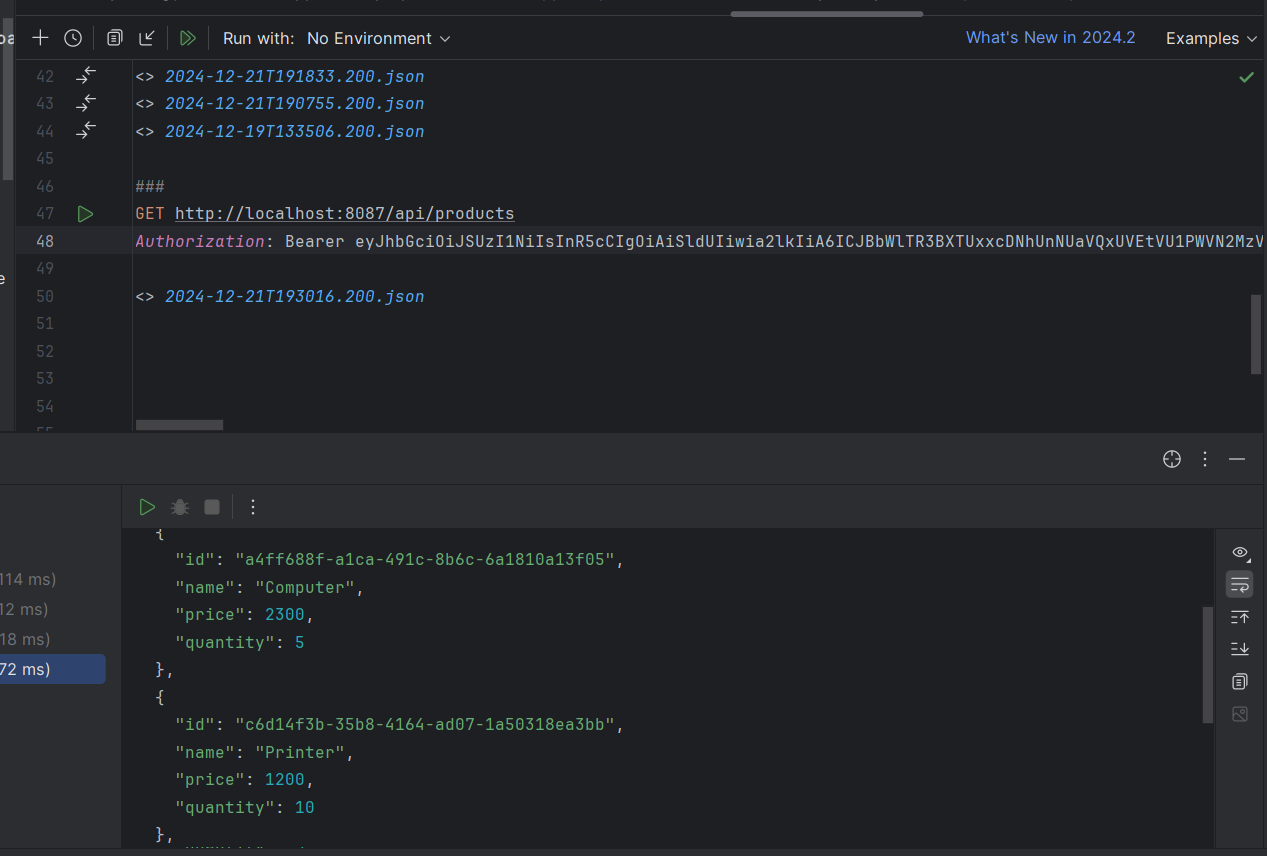 Run with: No Environment
What's New in 2024.2
Examples
42 <> 2024-12-21T191833.200.json
43 <> 2024-12-21T190755.200.json
44 <> 2024-12-19T133506.200.json
45
46 ###
47 GET http://localhost:8087/api/products
48 Authorization: Bearer eyJhbGciOiJSUzI1NiIsInR5cCIgOiAiSldUIiwia2lkIiA6ICJBbWlTR3BXTUxxcDNhUnNUaVQxUVEtVU1PWVN2MzV
49
50 <> 2024-12-21T193016.200.json
51
52
53
54
114 ms)
12 ms)
18 ms)
72 ms)
{
"id": "a4ff688f-a1ca-491c-8b6c-6a1810a13f05",
"name": "Computer",
"price": 2300,
"quantity": 5
},
{
"id": "c6d14f3b-35b8-4164-ad07-1a50318ea3bb",
"name": "Printer",
"price": 1200,
"quantity": 10
},